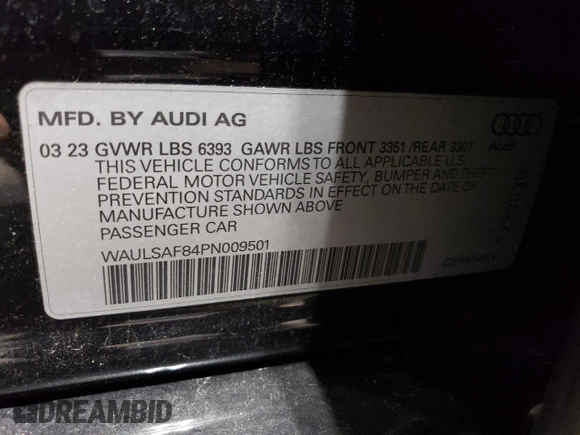 MFD. BY AUDI AG
03 23 GVWR LBS 6393 GAWR LBS FRONT 3351 /REAR 3307
Audi
THIS VEHICLE CONFORMS TO ALL APPLICABLE U.S.
FEDERAL MOTOR VEHICLE SAFETY, BUMPER AND THEFT
PREVENTION STANDARDS IN EFFECT ON THE DATE OF
MANUFACTURE SHOWN ABOVE
PASSENGER CAR
WAULSAF84PN009501
GERMANY
DREAMBID